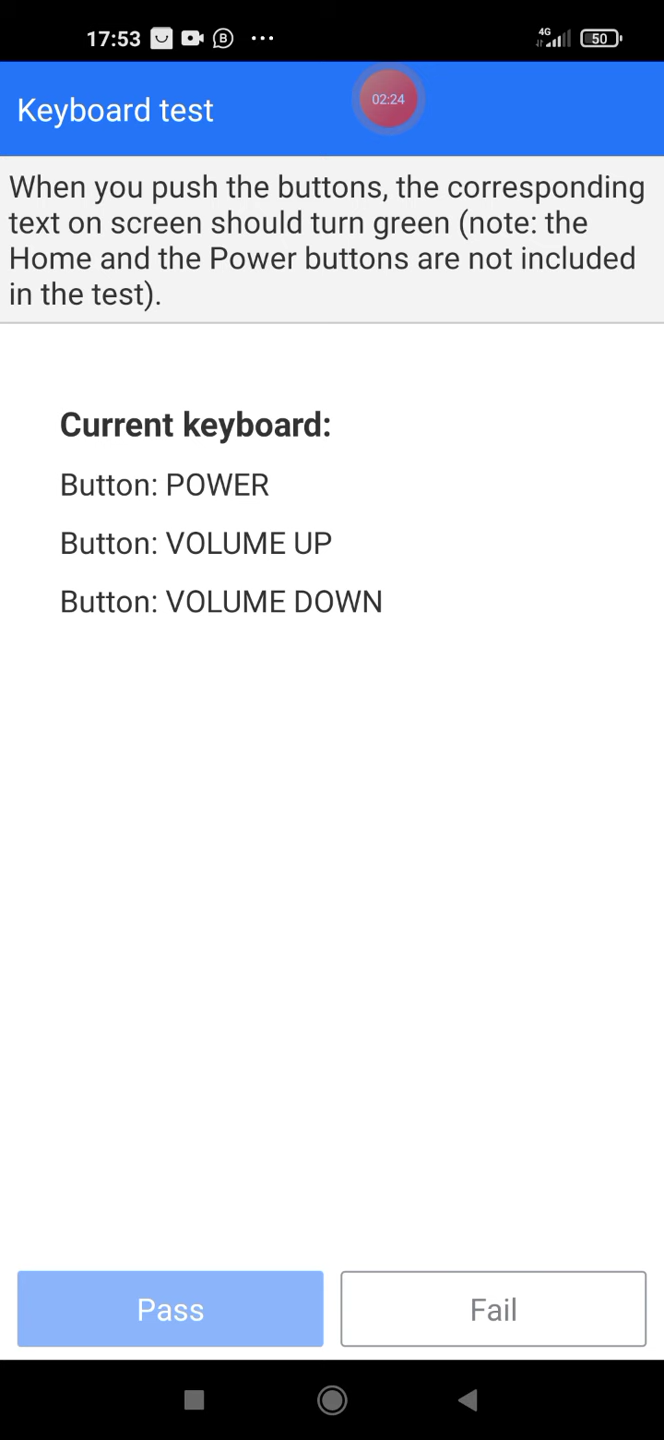 17:53 B ... 4G 50
Keyboard test
02:24
When you push the buttons, the corresponding
text on screen should turn green (note: the
Home and the Power buttons are not included
in the test).
Current keyboard:
Button: POWER
Button: VOLUME UP
Button: VOLUME DOWN
Pass
Fail